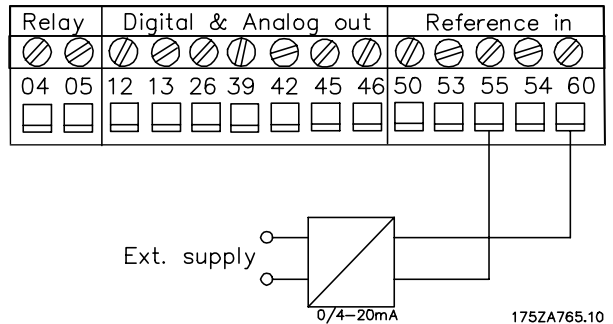 Relay Digital & Analog out Reference in
04 05 12 13 26 39 42 45 46 50 53 55 54 60
Ext. supply
0/4-20mA
175ZA765.10